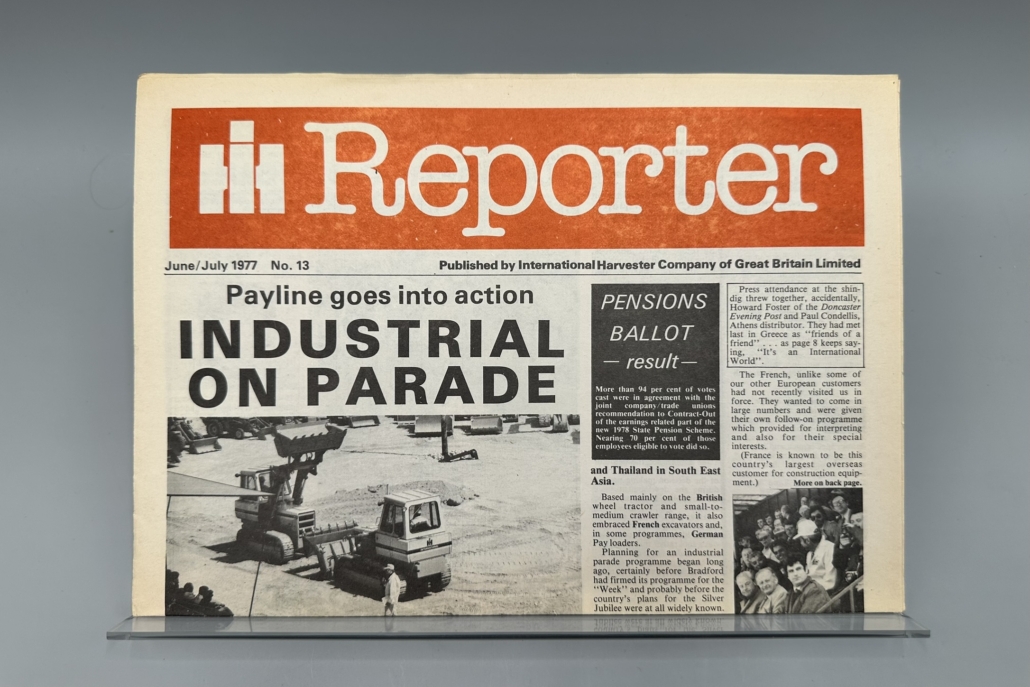 IH Reporter
June/July 1977 No. 13
Published by International Harvester Company of Great Britain Limited
Payline goes into action
INDUSTRIAL
ON PARADE
PENSIONS
BALLOT
— result —
More than 94 per cent of votes
cast were in agreement with the
joint company/trade unions
recommendation to Contract-Out
of the earnings related part of the
new 1978 State Pension Scheme.
Nearing 70 per cent of those
employees eligible to vote did so.
and Thailand in South East
Asia.
Based mainly on the British
wheel tractor and small-to-
medium crawler range, it also
embraced French excavators and,
in some programmes, German
Pay loaders.
Planning for an industrial
parade programme began long
ago, certainly before Bradford
had firmed its programme for the
"Week" and probably before the
country's plans for the Silver
Jubilee were at all widely known.
Press attendance at the shin-
dig threw together, accidentally,
Howard Foster of the Doncaster
Evening Post and Paul Condellis,
Athens distributor. They had met
last in Greece as "friends of a
friend" . . . as page 8 keeps say-
ing, "It's an International
World".
The French, unlike some of
our other European customers
had not recently visited us in
force. They wanted to come in
large numbers and were given
their own follow-on programme
which provided for interpreting
and also for their special
interests.
(France is known to be this
country's largest overseas
customer for construction equip-
ment.) More on back page.